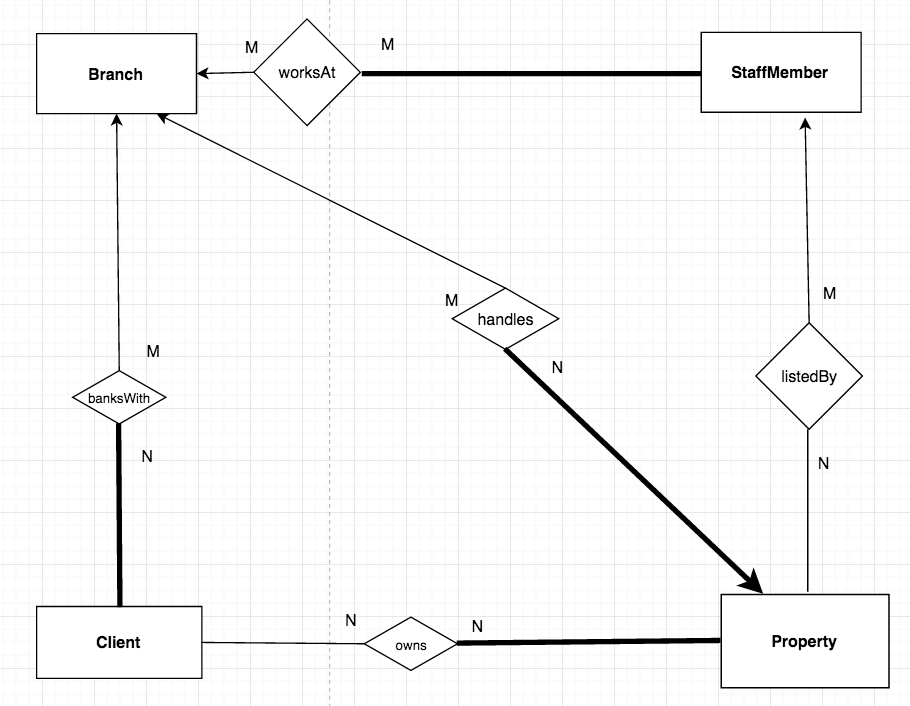 M
M
Branch
worksAt
StaffMember
M
M
handles
M
N
listedBy
banksWith
N
N
N
N
Client
owns
Property